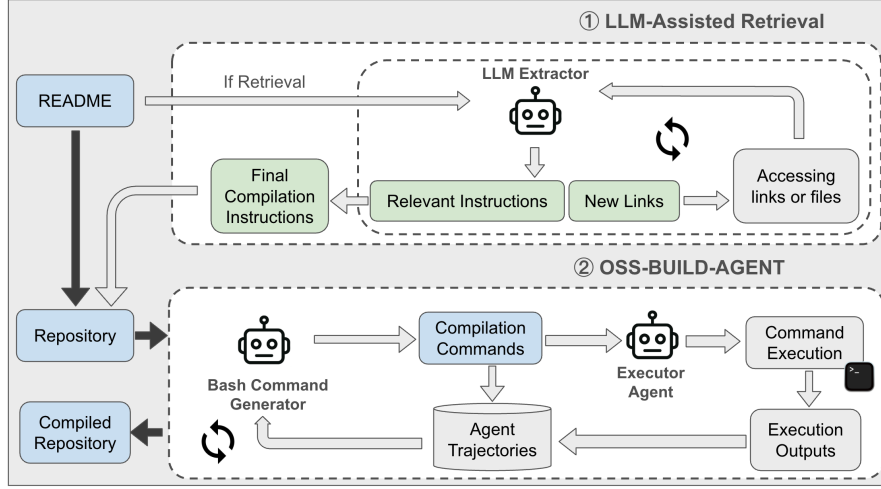 ① LLM-Assisted Retrieval
If Retrieval
LLM Extractor
README
Final
Compilation
Instructions
Relevant Instructions
New Links
Accessing
links or files
② OSS-BUILD-AGENT
Repository
Bash Command
Generator
Compilation
Commands
Executor
Agent
Command
Execution
>_
Compiled
Repository
Agent
Trajectories
Execution
Outputs